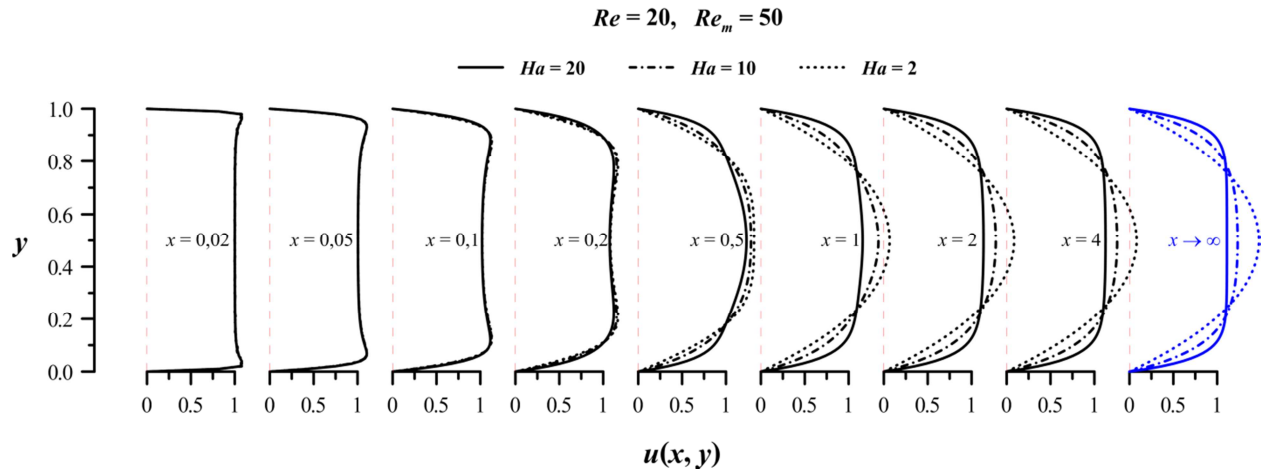 Re = 20, Re_m = 50
Ha = 20 Ha = 10 Ha = 2
1.0
0.8
0.6
0.4
0.2
0.0
y
x = 0,02 x = 0,05 x = 0,1 x = 0,2 x = 0,5 x = 1 x = 2 x = 4 x → ∞
0 0.5 1 0 0.5 1 0 0.5 1 0 0.5 1 0 0.5 1 0 0.5 1 0 0.5 1 0 0.5 1 0 0.5 1
u(x, y)